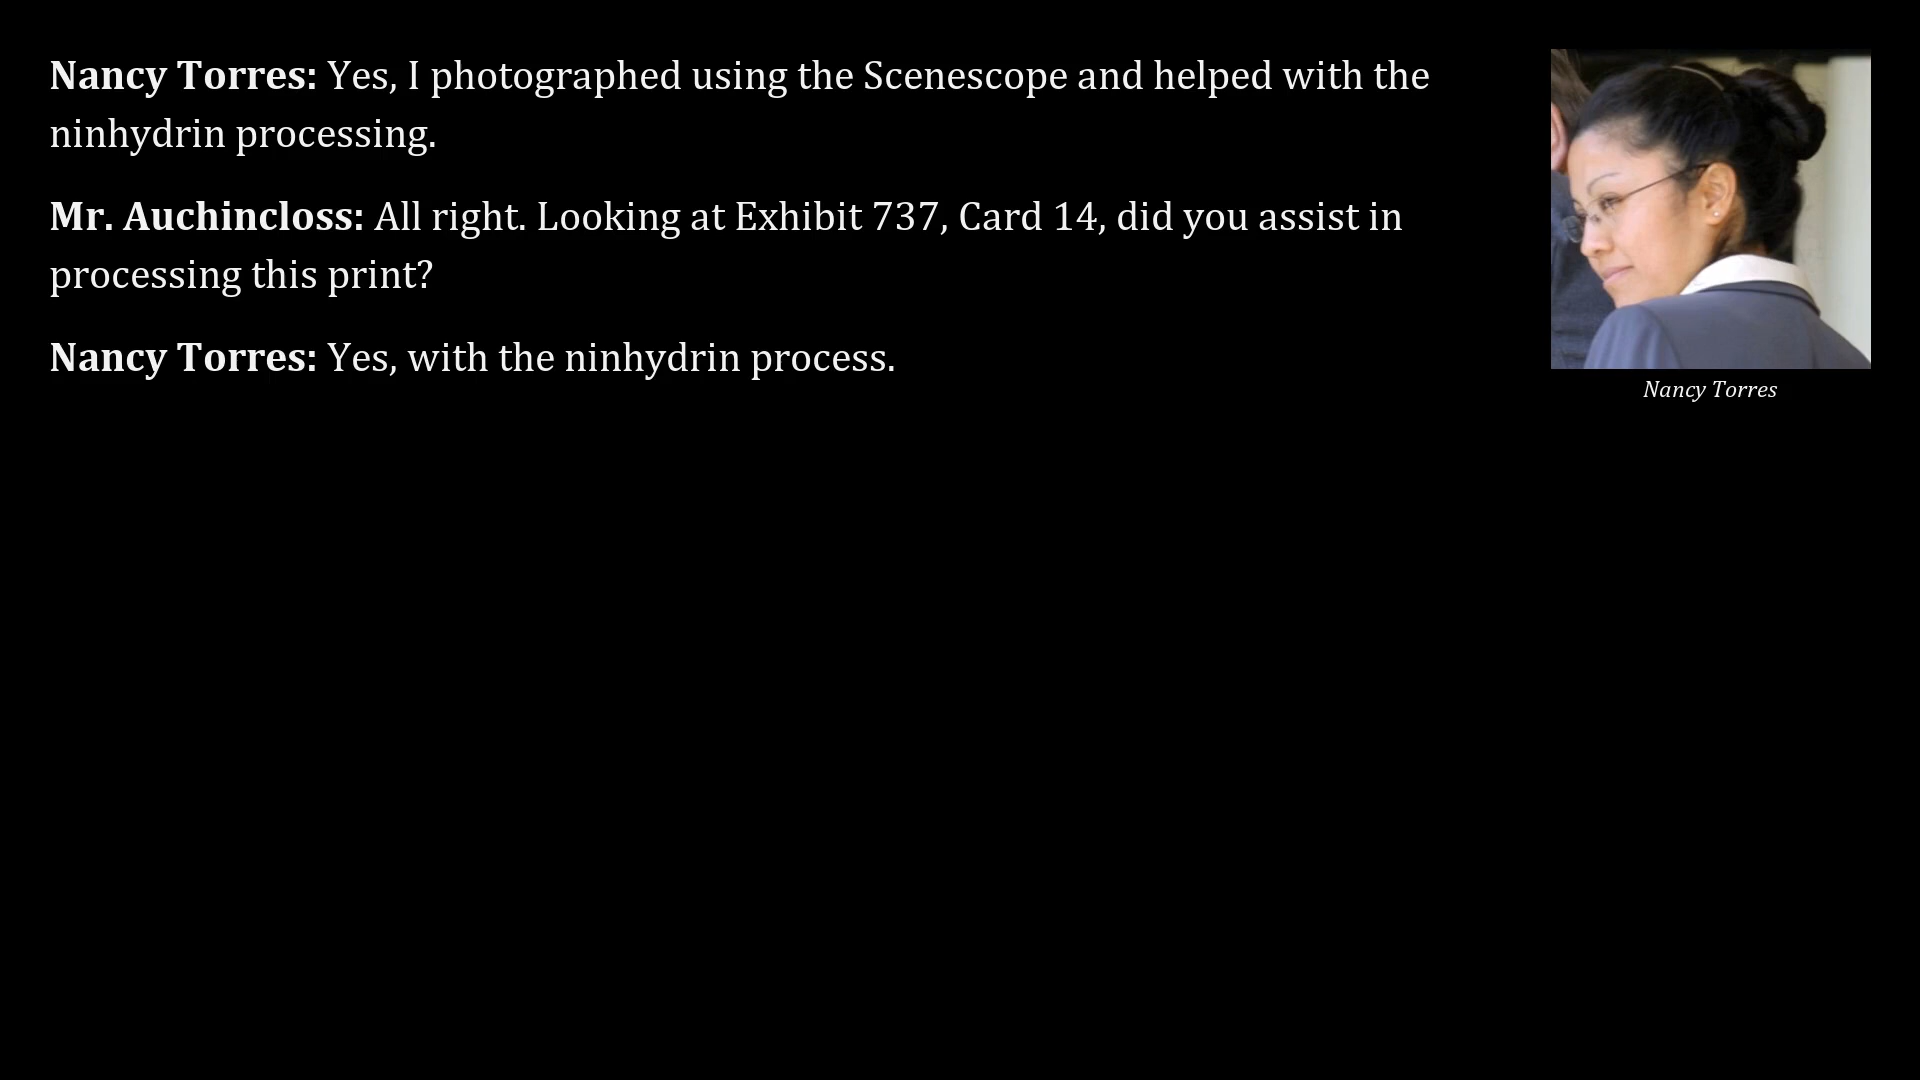 Nancy Torres: Yes, I photographed using the Scenescope and helped with the
ninhydrin processing.
Mr. Auchincloss: All right. Looking at Exhibit 737, Card 14, did you assist in
processing this print?
Nancy Torres: Yes, with the ninhydrin process.
Nancy Torres